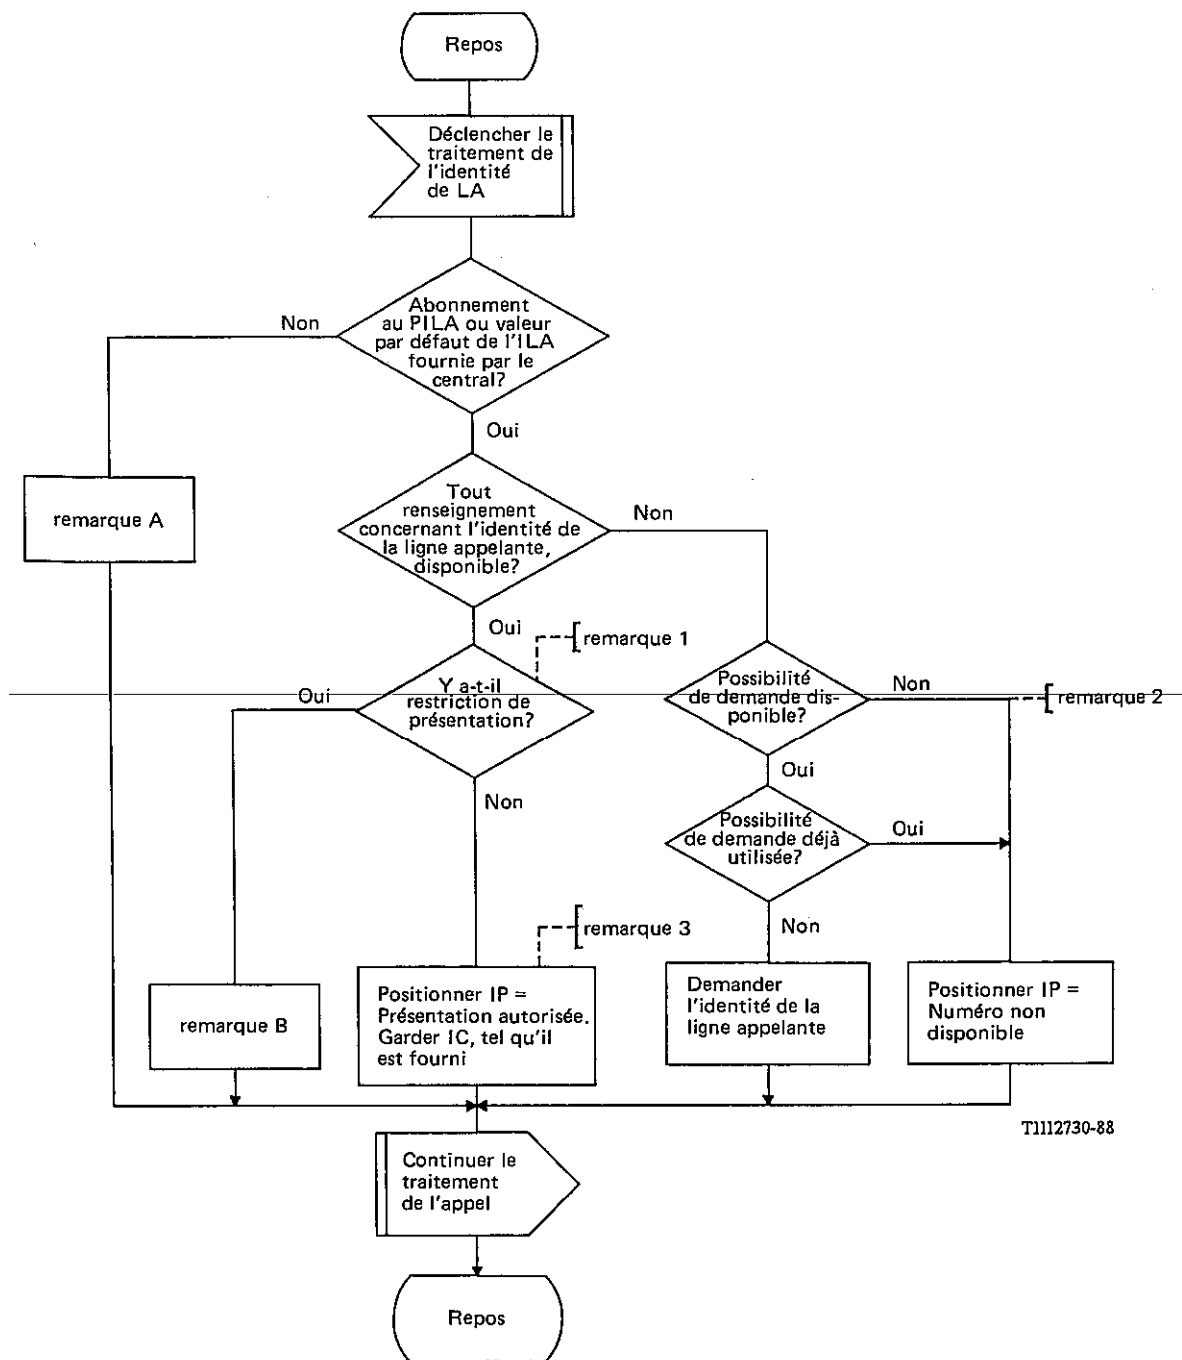 Repos
Déclencher le
traitement de
l'identité
de LA
Abonnement
au PILA ou valeur
par défaut de l'ILA
fournie par le
central?
Non
Oui
remarque A
Tout
renseignement
concernant l'identité de
la ligne appelante,
disponible?
Non
Oui
remarque 1
Y a-t-il
restriction de
présentation?
Oui
Non
Possibilité
de demande dis-
ponible?
Non
remarque 2
Oui
Possibilité
de demande déjà
utilisée?
Oui
Non
remarque 3
remarque B
Positionner IP =
Présentation autorisée.
Garder IC, tel qu'il
est fourni
Demander
l'identité de la
ligne appelante
Positionner IP =
Numéro non
disponible
T1112730-88
Continuer le
traitement
de l'appel
Repos